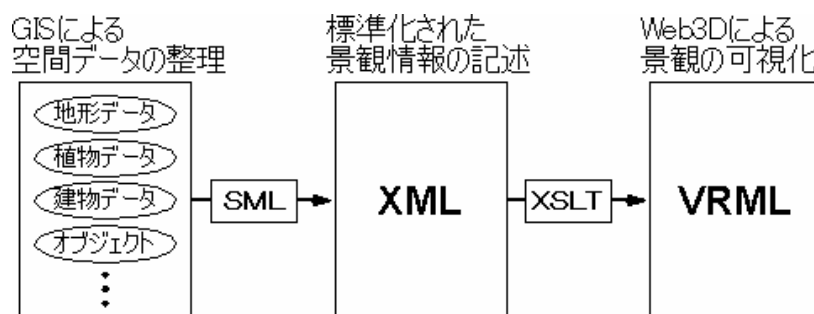 GISによる
空間データの整理
標準化された
景観情報の記述
Web3Dによる
景観の可視化
地形データ
植物データ
建物データ
オブジェクト
SML
XML
XSLT
VRML